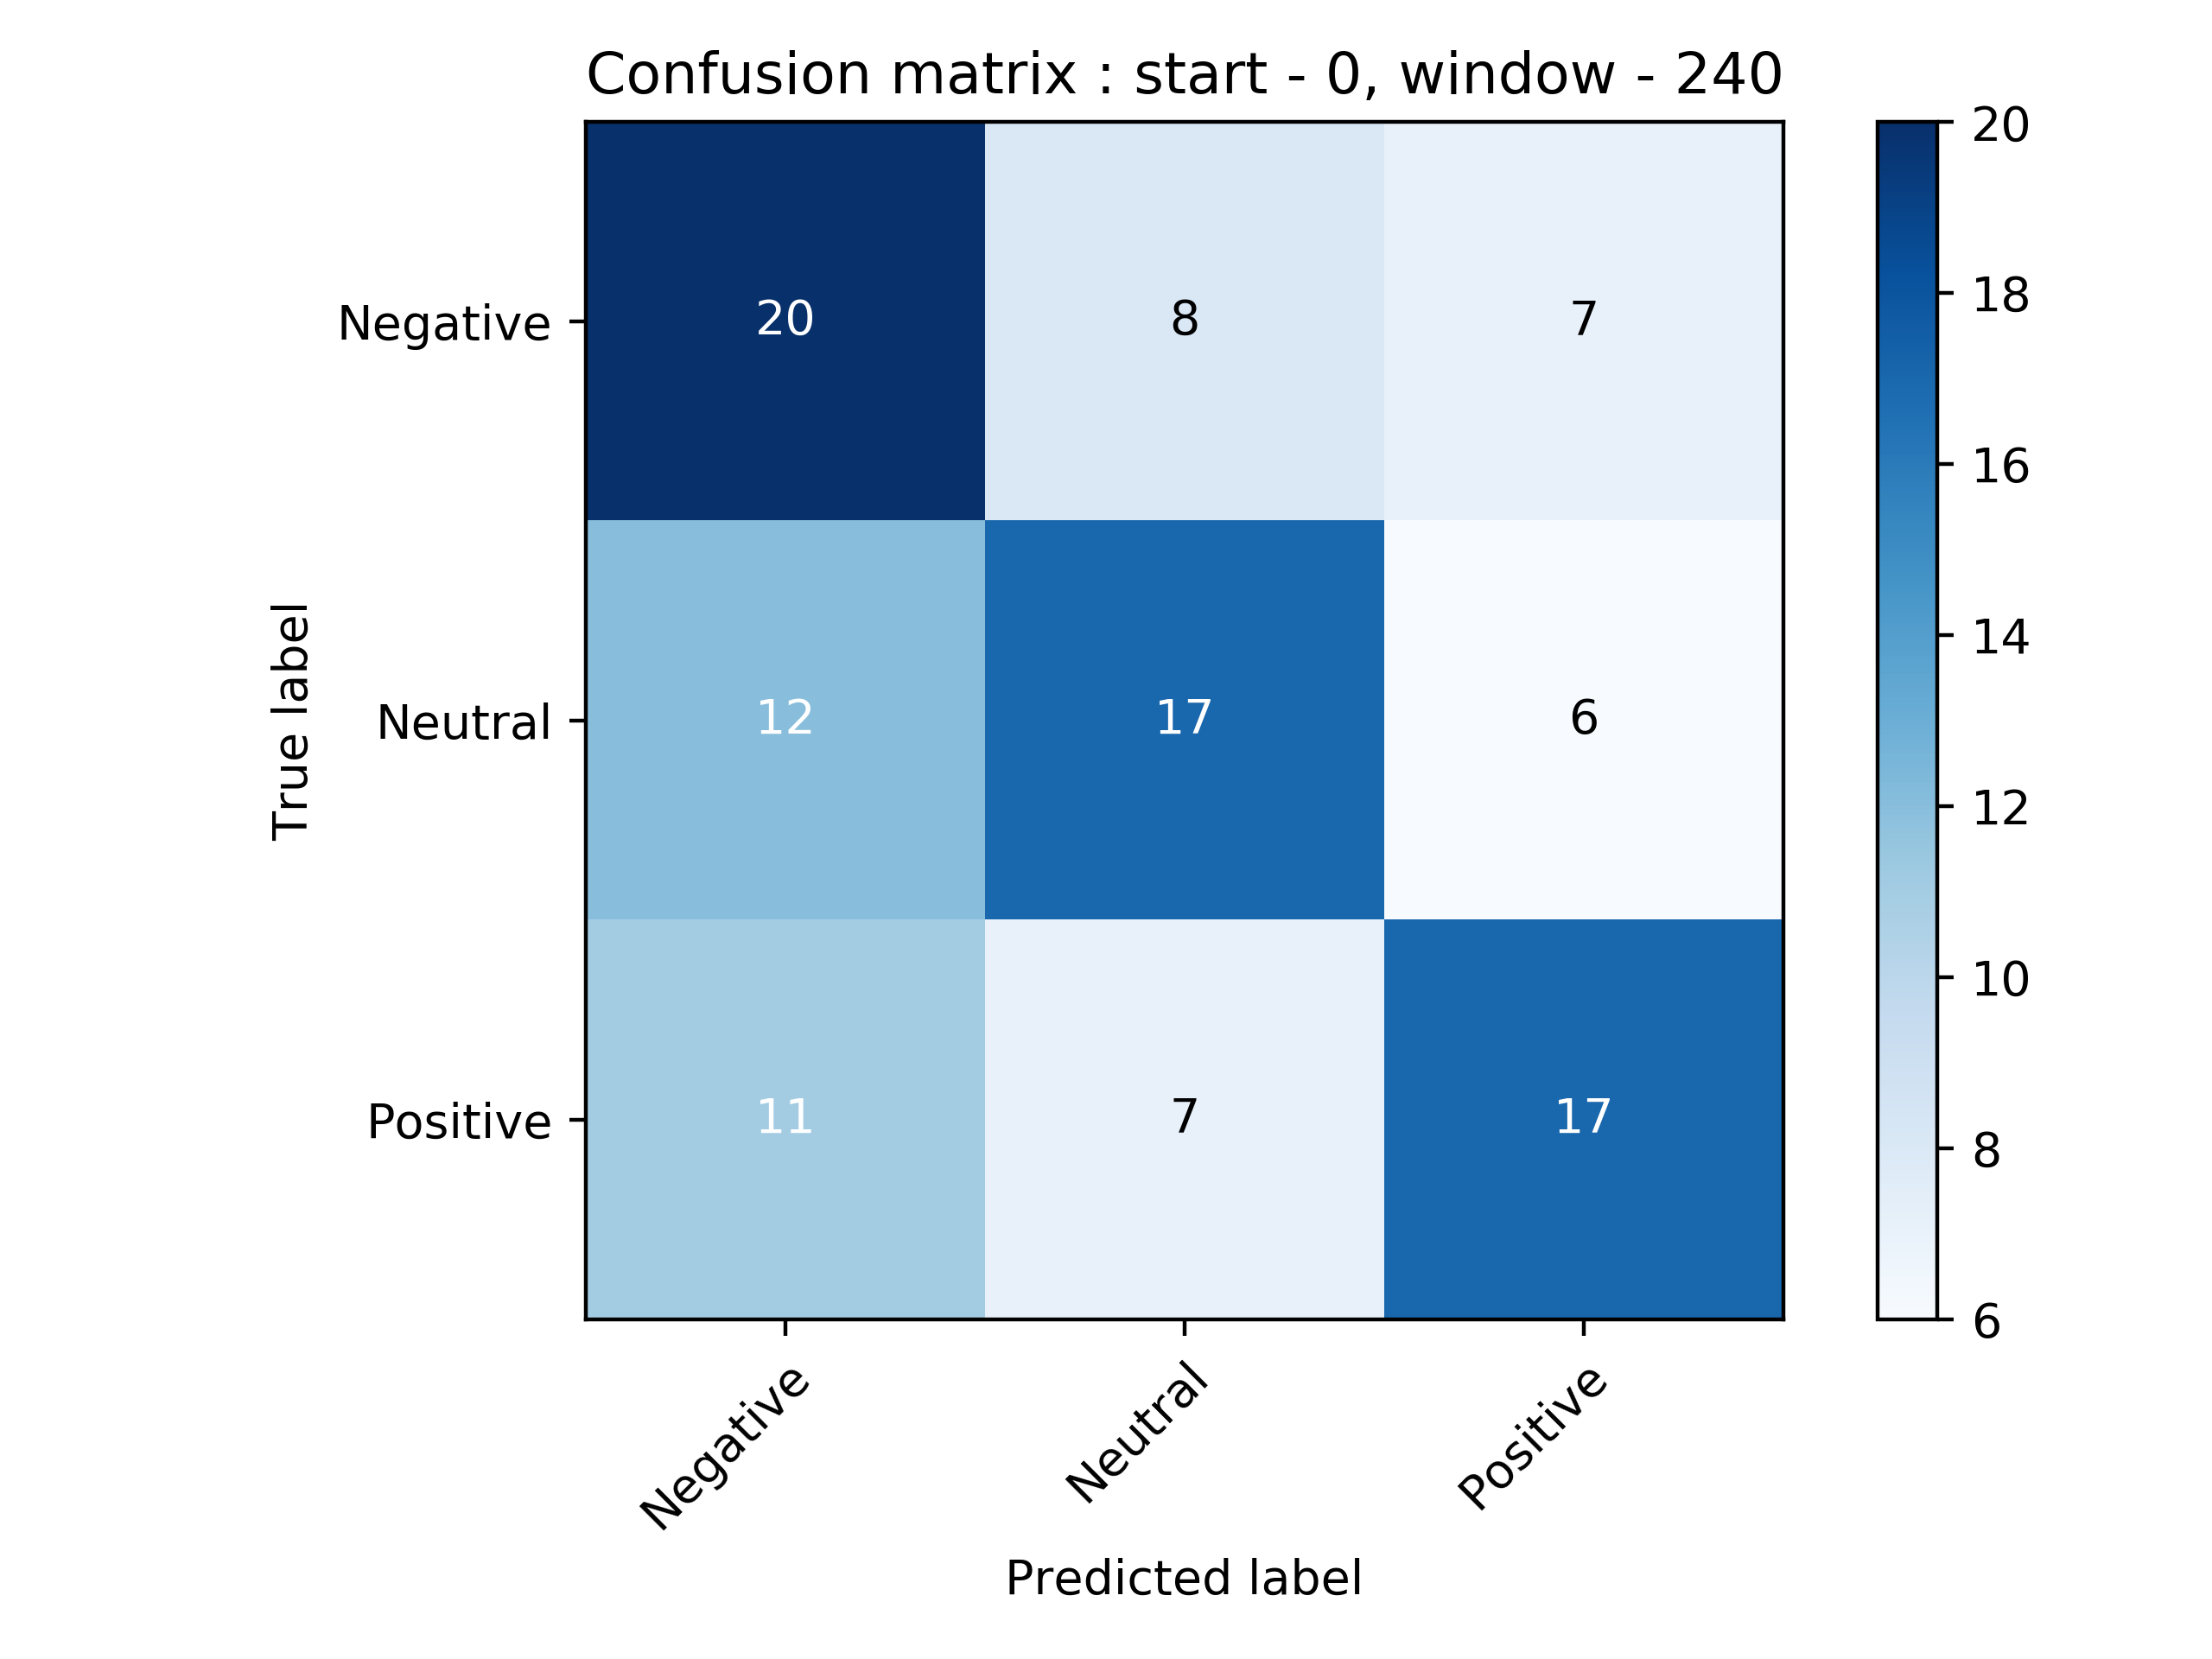 Confusion matrix : start - 0, window - 240
True label
Negative
20
8
7
Neutral
12
17
6
Positive
11
7
17
Negative
Neutral
Positive
Predicted label
20
18
16
14
12
10
8
6